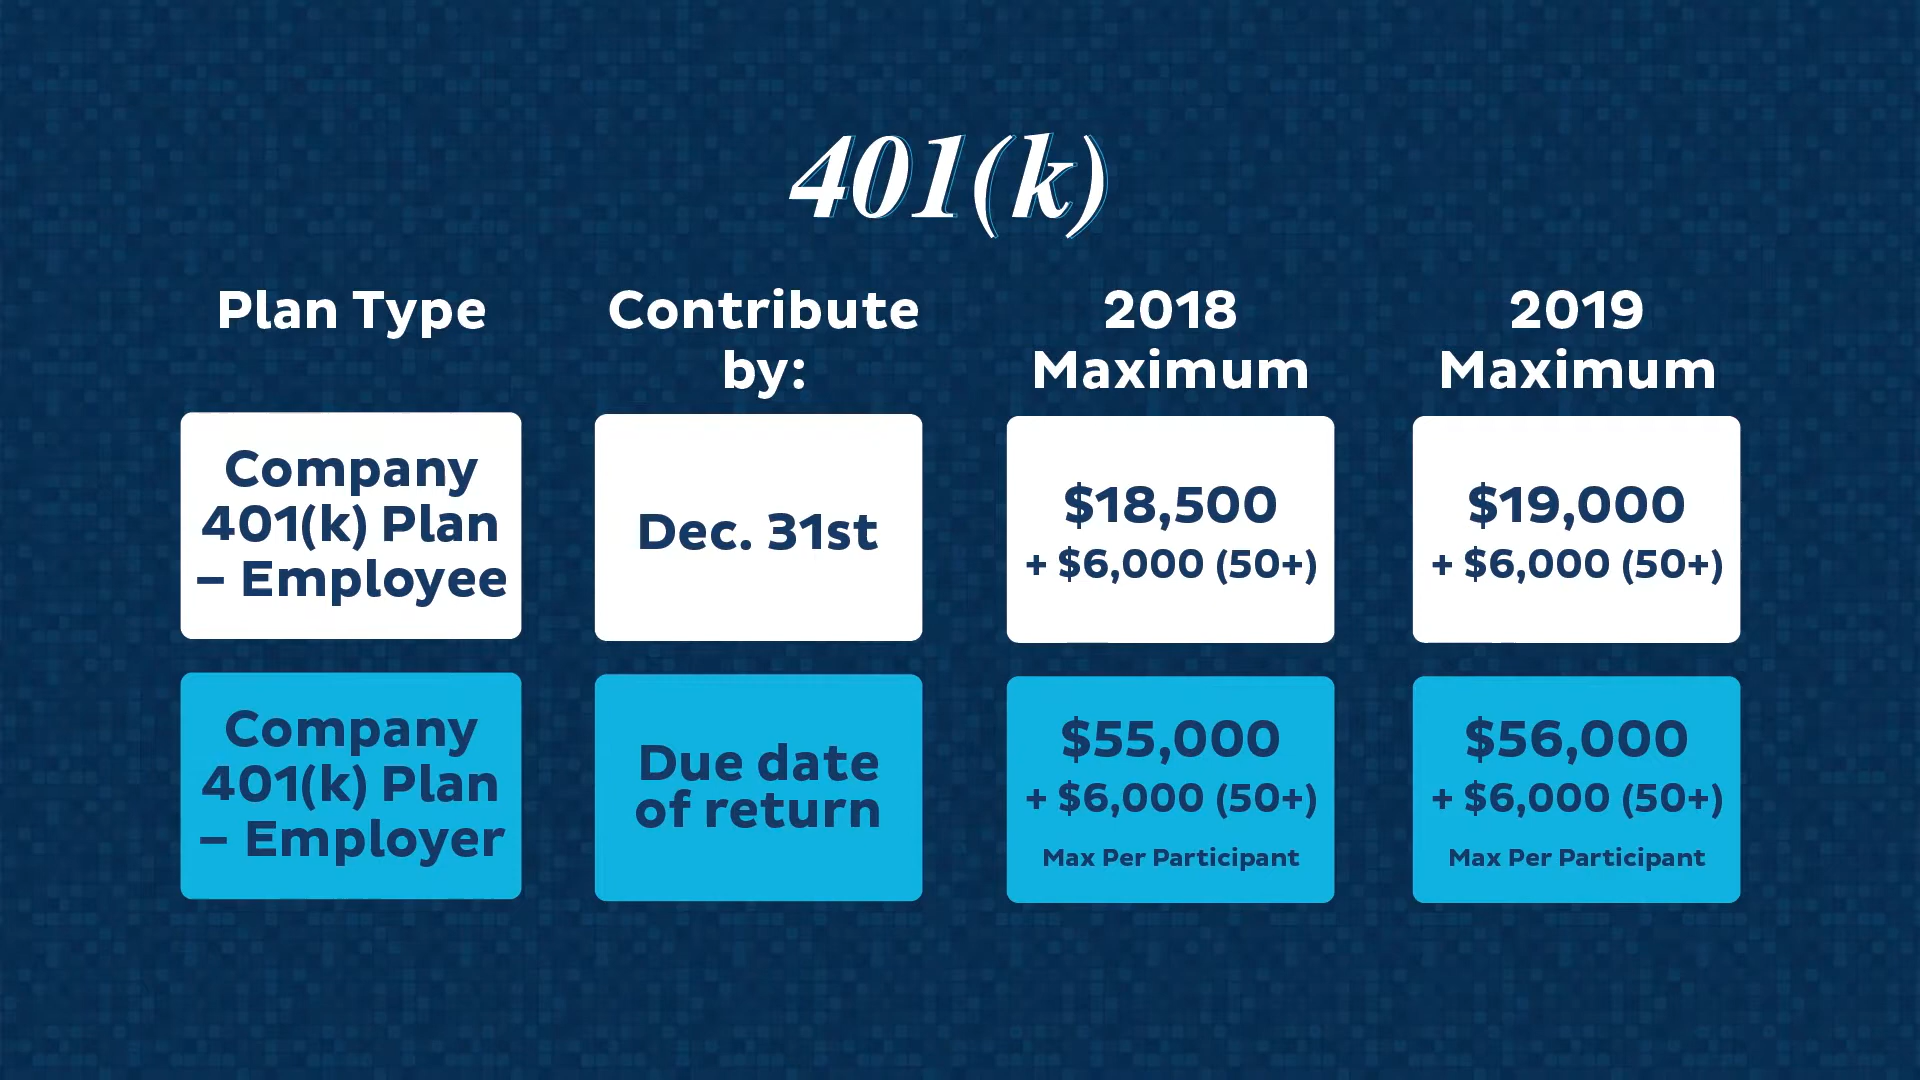 401(k)
Plan Type
Contribute
by:
2018
Maximum
2019
Maximum
Company
401(k) Plan
– Employee
Dec. 31st
$18,500
+ $6,000 (50+)
$19,000
+ $6,000 (50+)
Company
401(k) Plan
– Employer
Due date
of return
$55,000
+ $6,000 (50+)
Max Per Participant
$56,000
+ $6,000 (50+)
Max Per Participant